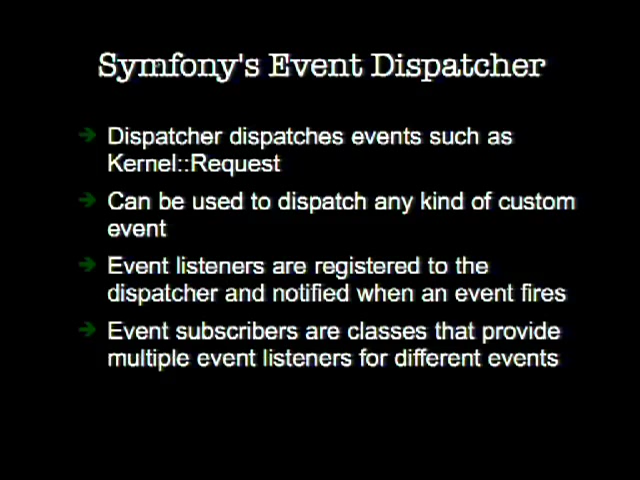 Symfony's Event Dispatcher
Dispatcher dispatches events such as
Kernel::Request
Can be used to dispatch any kind of custom
event
Event listeners are registered to the
dispatcher and notified when an event fires
Event subscribers are classes that provide
multiple event listeners for different events